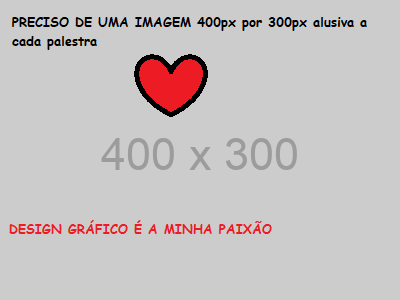 PRECISO DE UMA IMAGEM 400px por 300px alusiva a
cada palestra
400 x 300
DESIGN GRÁFICO É A MINHA PAIXÃO